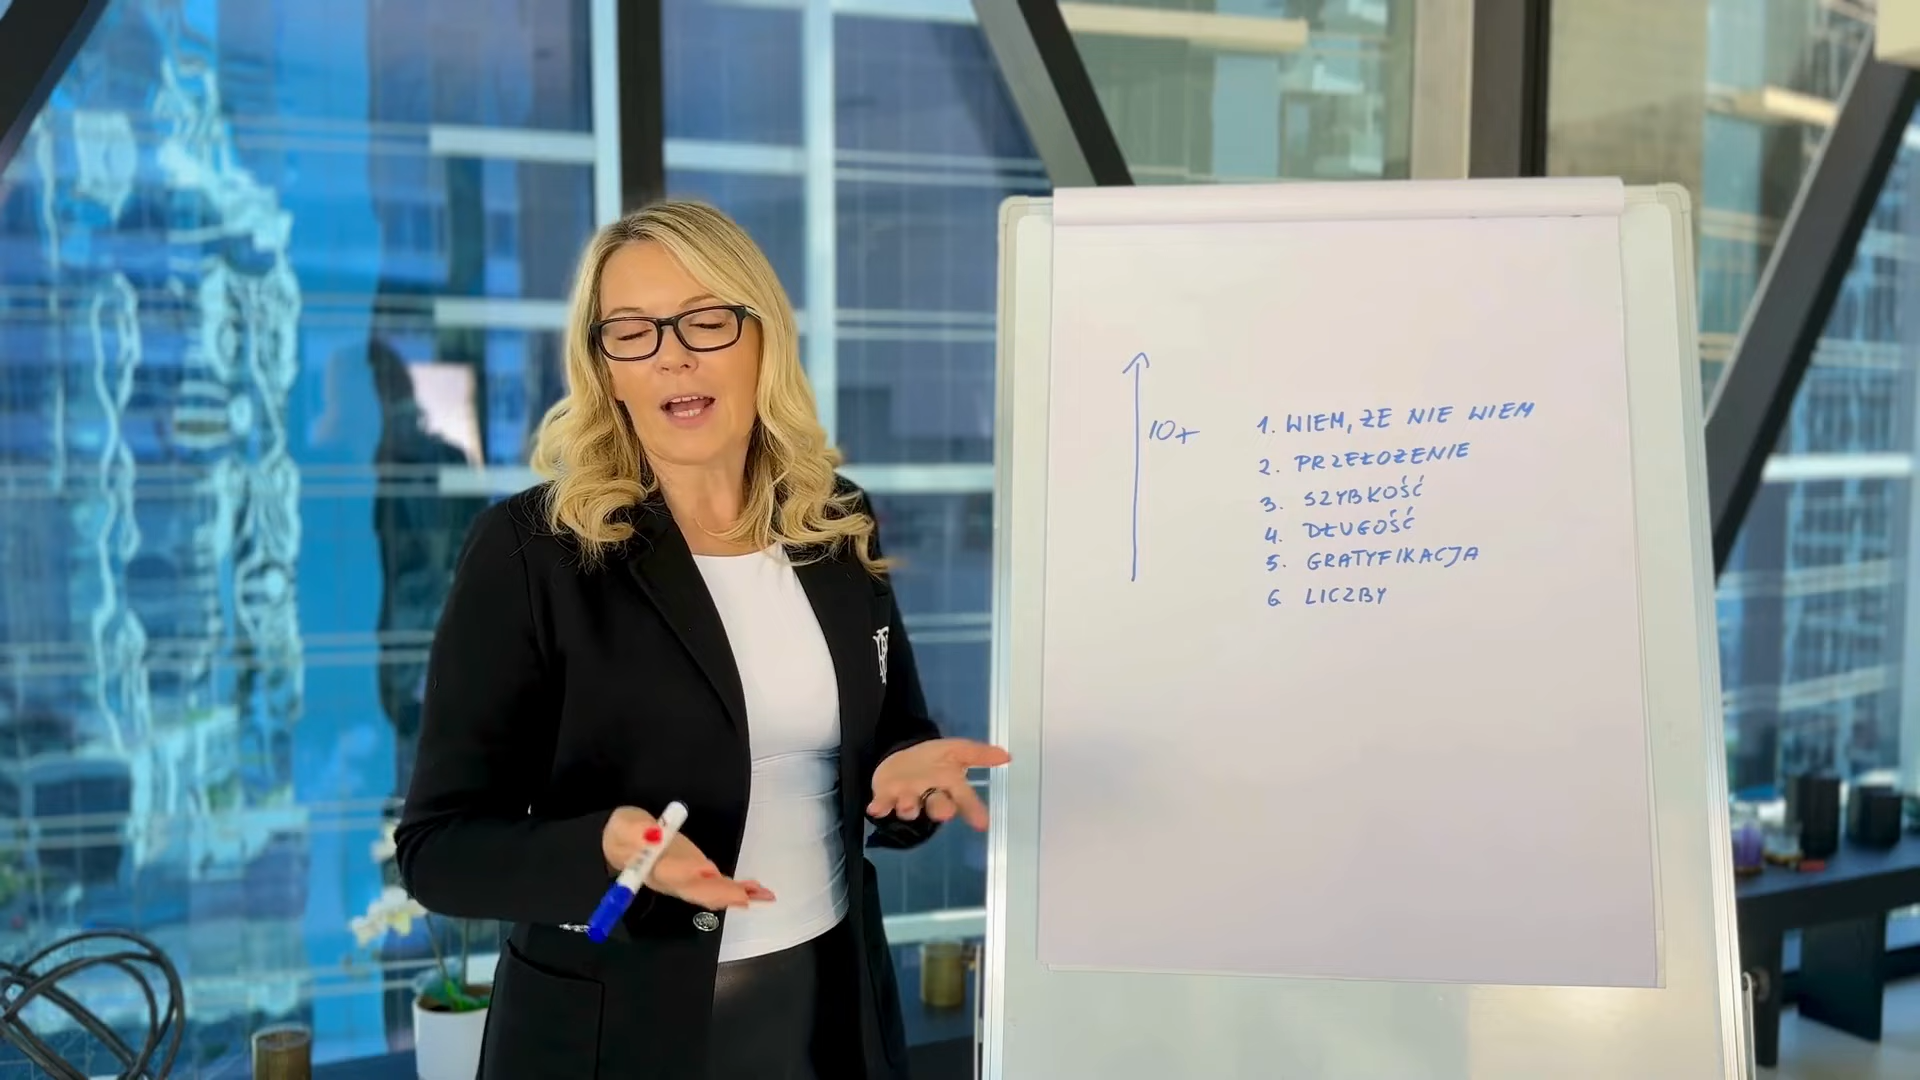 10+
1. WIEM, ŻE NIE WIEM
2. PRZEŁOŻENIE
3. SZYBKOŚĆ
4. DŁUGOŚĆ
5. GRATYFIKACJA
6 LICZBY